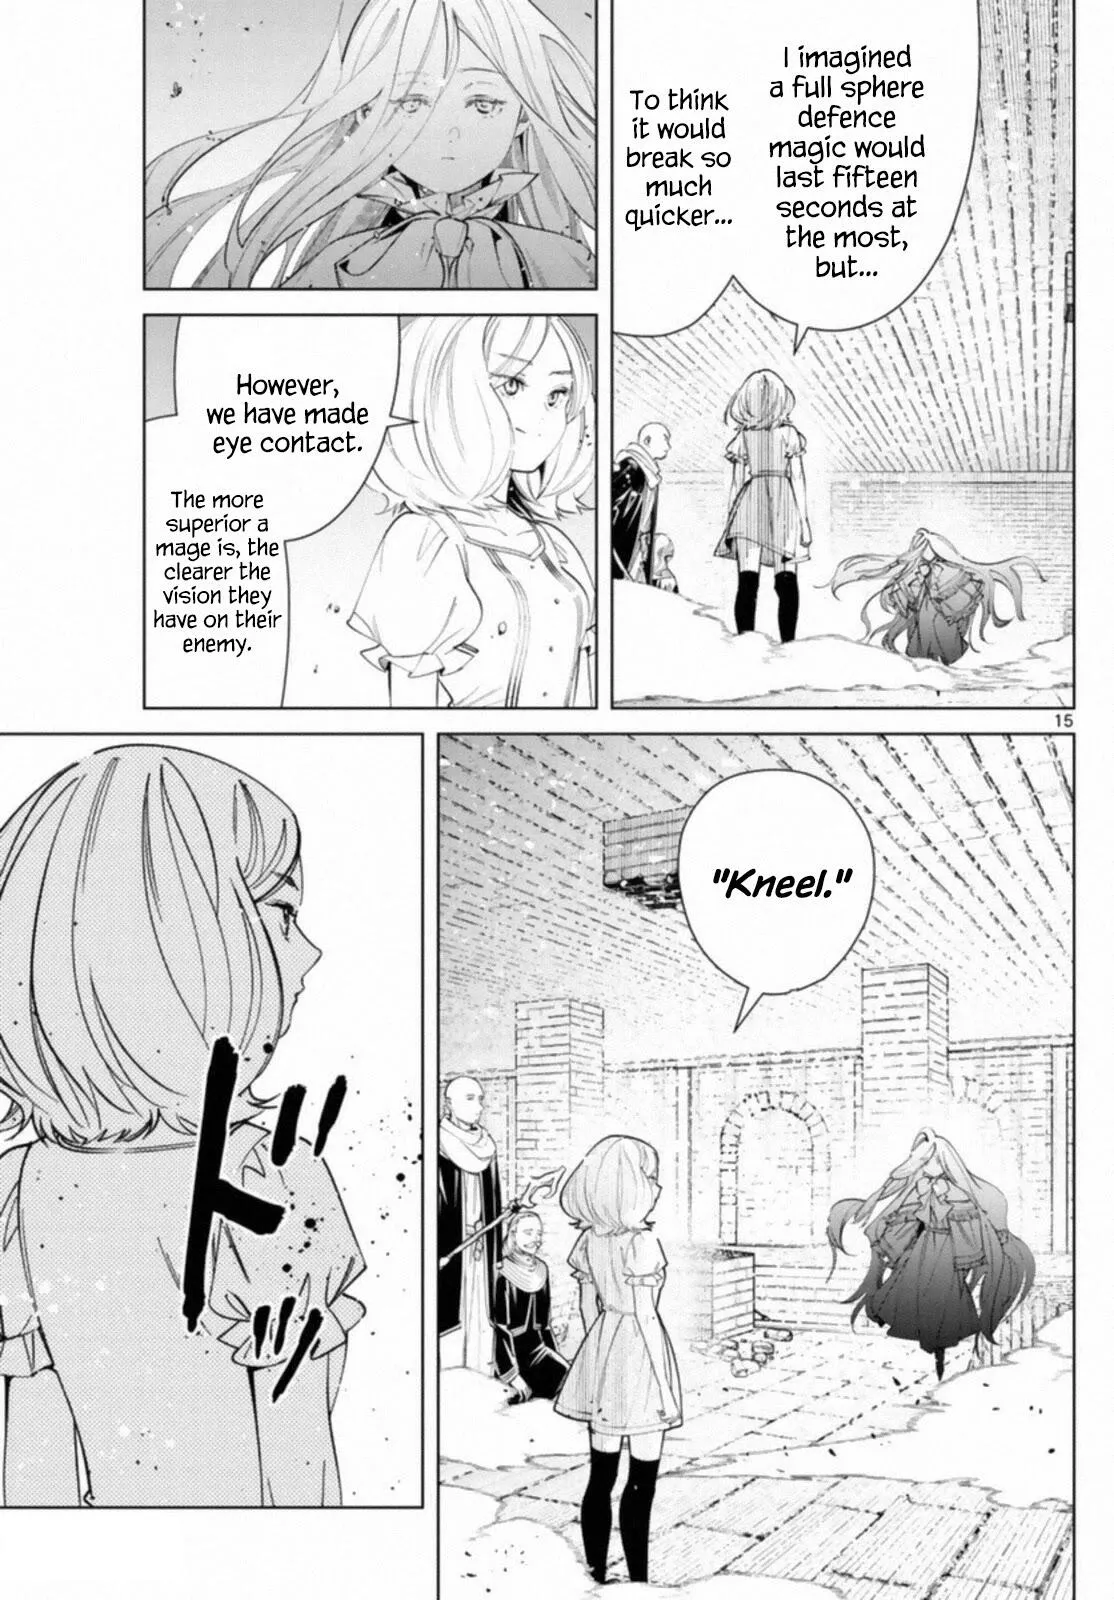 I imagined
a full sphere
defence
magic would
last fifteen
seconds at
the most,
but...
To think
it would
break so
much
quicker...
However,
we have made
eye contact.
The more
superior a
mage is, the
clearer the
vision they
have on their
enemy.
15
"Kneel."
ドドド